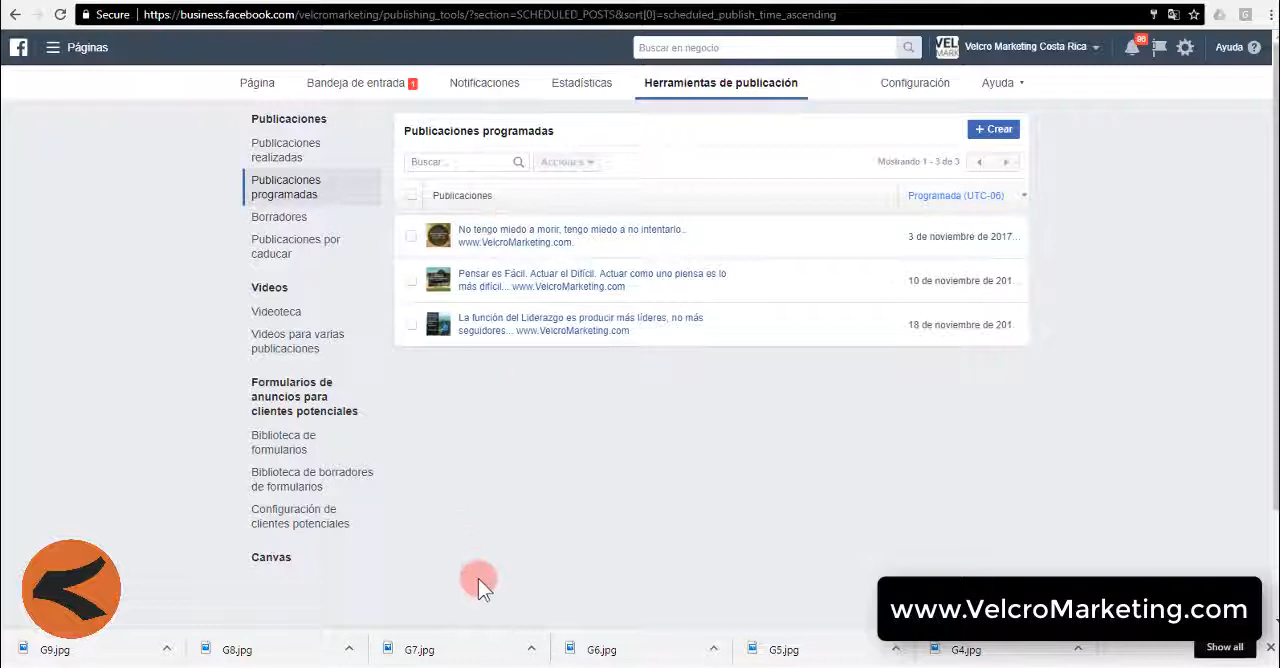 Secure https://business.facebook.com/velcromarketing/publishing_tools/?section=SCHEDULED_POSTS&sort[0]=scheduled_publish_time_ascending
Páginas
Buscar en negocio
VEL MARK
Velcro Marketing Costa Rica
98
Ayuda
Página
Bandeja de entrada 1
Notificaciones
Estadísticas
Herramientas de publicación
Configuración
Ayuda
Publicaciones
Publicaciones
realizadas
Publicaciones
programadas
Borradores
Publicaciones por
caducar
Videos
Videoteca
Videos para varias
publicaciones
Formularios de
anuncios para
clientes potenciales
Biblioteca de
formularios
Biblioteca de borradores
de formularios
Configuración de
clientes potenciales
Canvas
Publicaciones programadas
+ Crear
Buscar...
Acciones
Mostrando 1 - 3 de 3
Publicaciones
Programada (UTC-06)
No tengo miedo a morir, tengo miedo a no intentarlo..
www.VelcroMarketing.com.
3 de noviembre de 2017...
Pensar es Fácil. Actuar el Difícil. Actuar como uno piensa es lo
más difícil... www.VelcroMarketing.com
10 de noviembre de 201
La función del Liderazgo es producir más líderes, no más
seguidores... www.VelcroMarketing.com
18 de noviembre de 201
www.VelcroMarketing.com
G9.jpg
G8.jpg
G7.jpg
G6.jpg
G5.jpg
G4.jpg
Show all